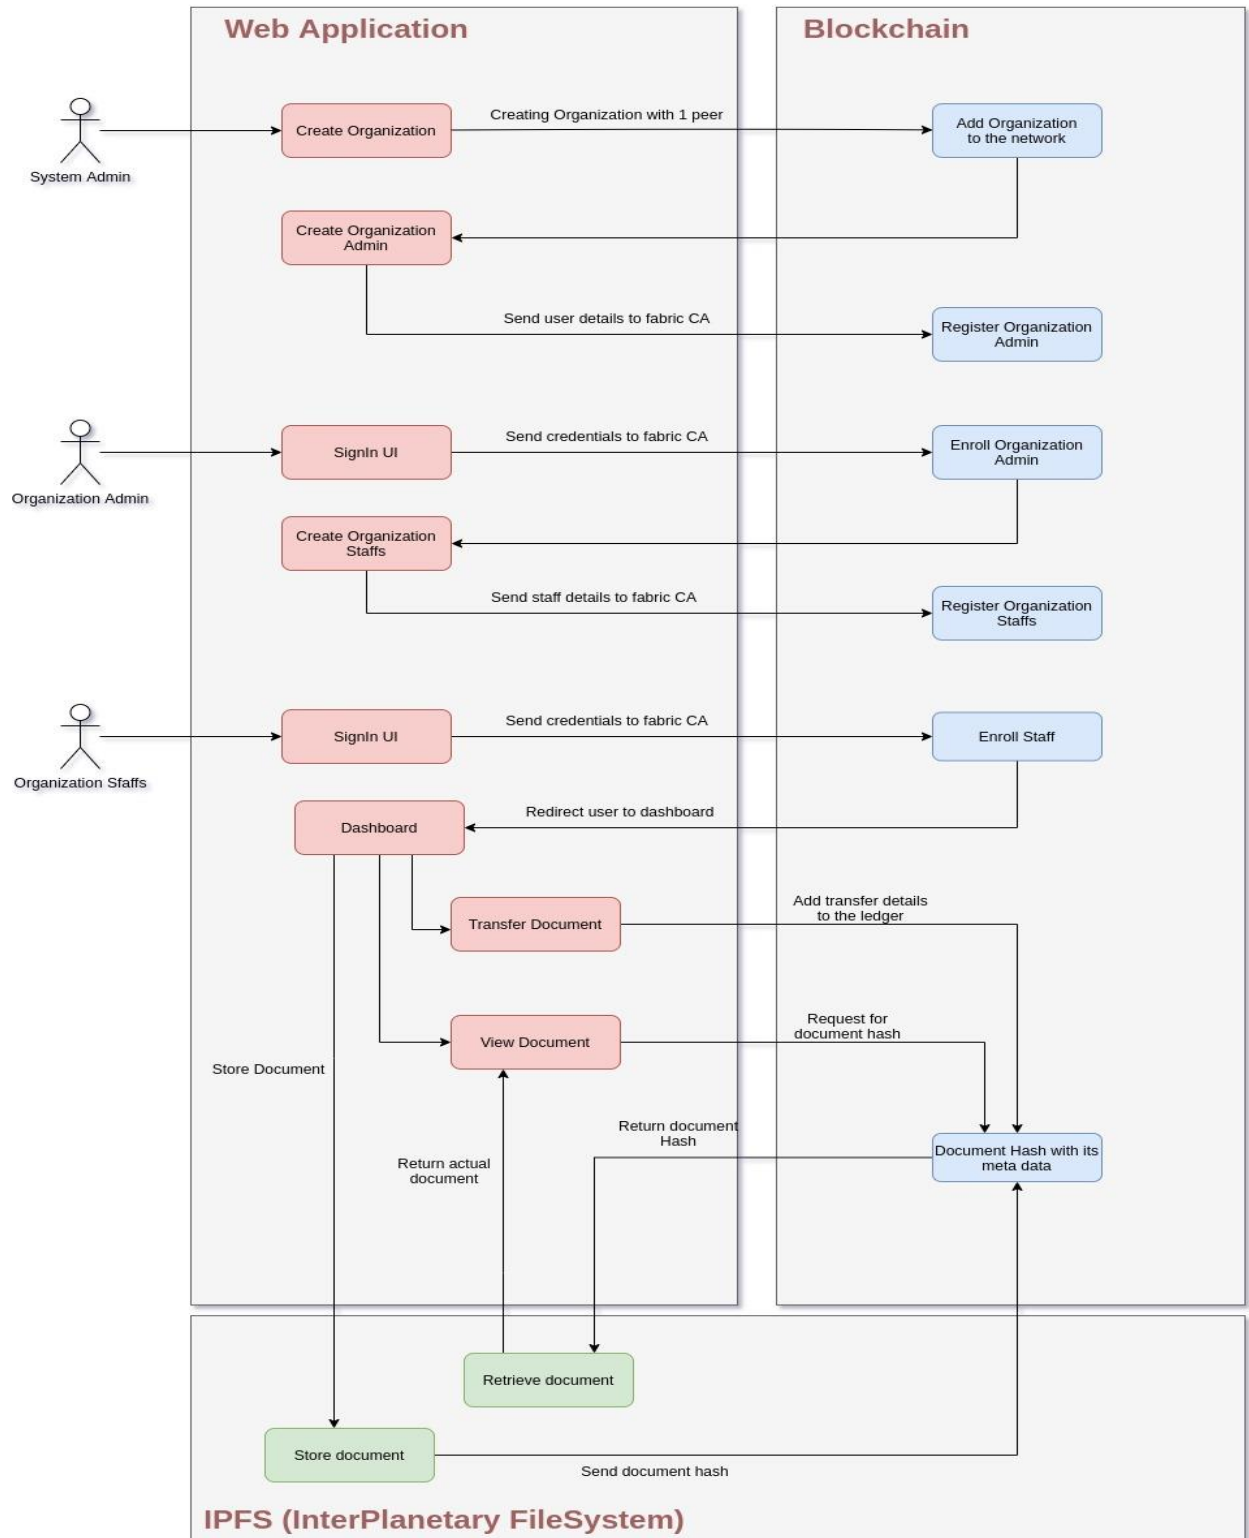 Web Application
Blockchain
Creating Organization with 1 peer
Create Organization
Add Organization
to the network
System Admin
Create Organization
Admin
Send user details to fabric CA
Register Organization
Admin
Send credentials to fabric CA
SignIn UI
Enroll Organization
Admin
Organization Admin
Create Organization
Staffs
Send staff details to fabric CA
Register Organization
Staffs
Send credentials to fabric CA
SignIn UI
Enroll Staff
Organization Sfaffs
Redirect user to dashboard
Dashboard
Add transfer details
to the ledger
Transfer Document
Request for
document hash
View Document
Store Document
Return document
Hash
Document Hash with its
meta data
Return actual
document
Retrieve document
Store document
Send document hash
IPFS (InterPlanetary FileSystem)